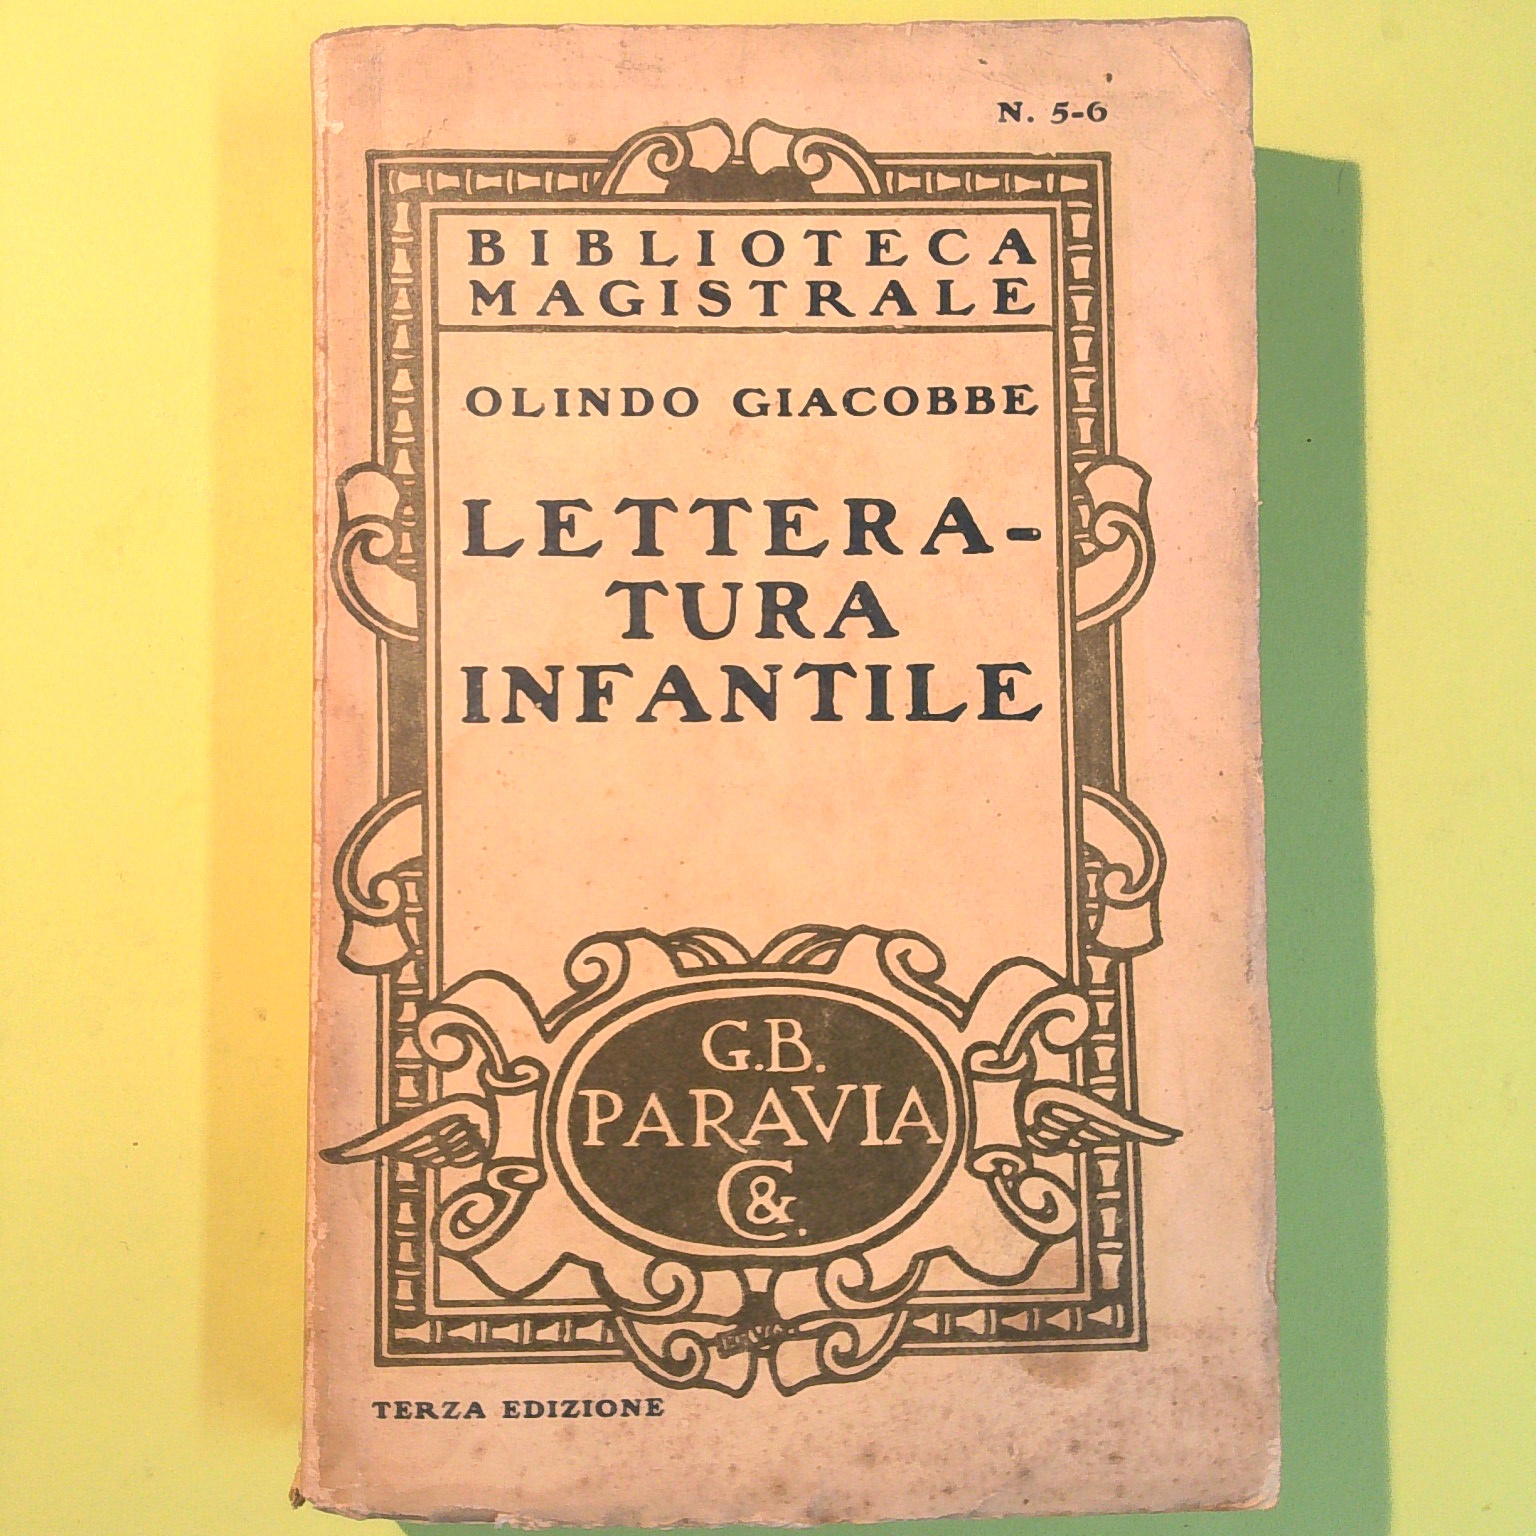 N. 5-6
BIBLIOTECA
MAGISTRALE
OLINDO GIACOBBE
LETTERA-
TURA
INFANTILE
G.B.
PARAVIA
& C.
TERZA EDIZIONE